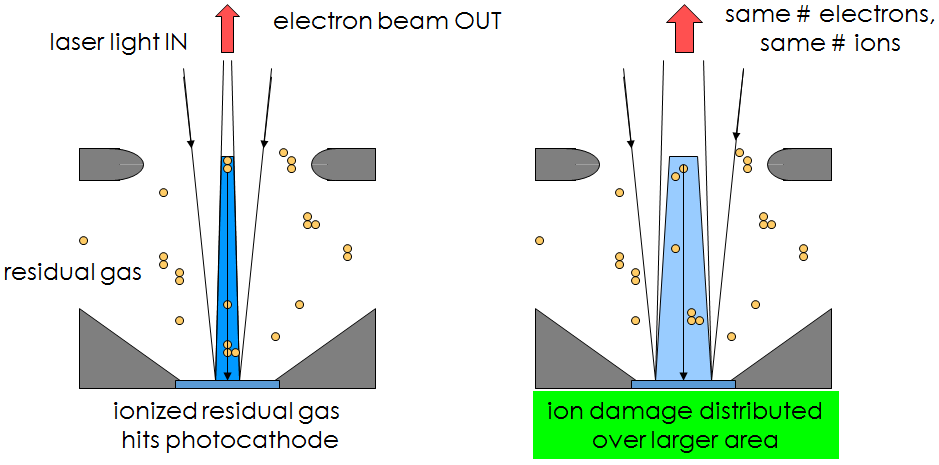 laser light IN
electron beam OUT
residual gas
ionized residual gas
hits photocathode
same # electrons,
same # ions
ion damage distributed
over larger area